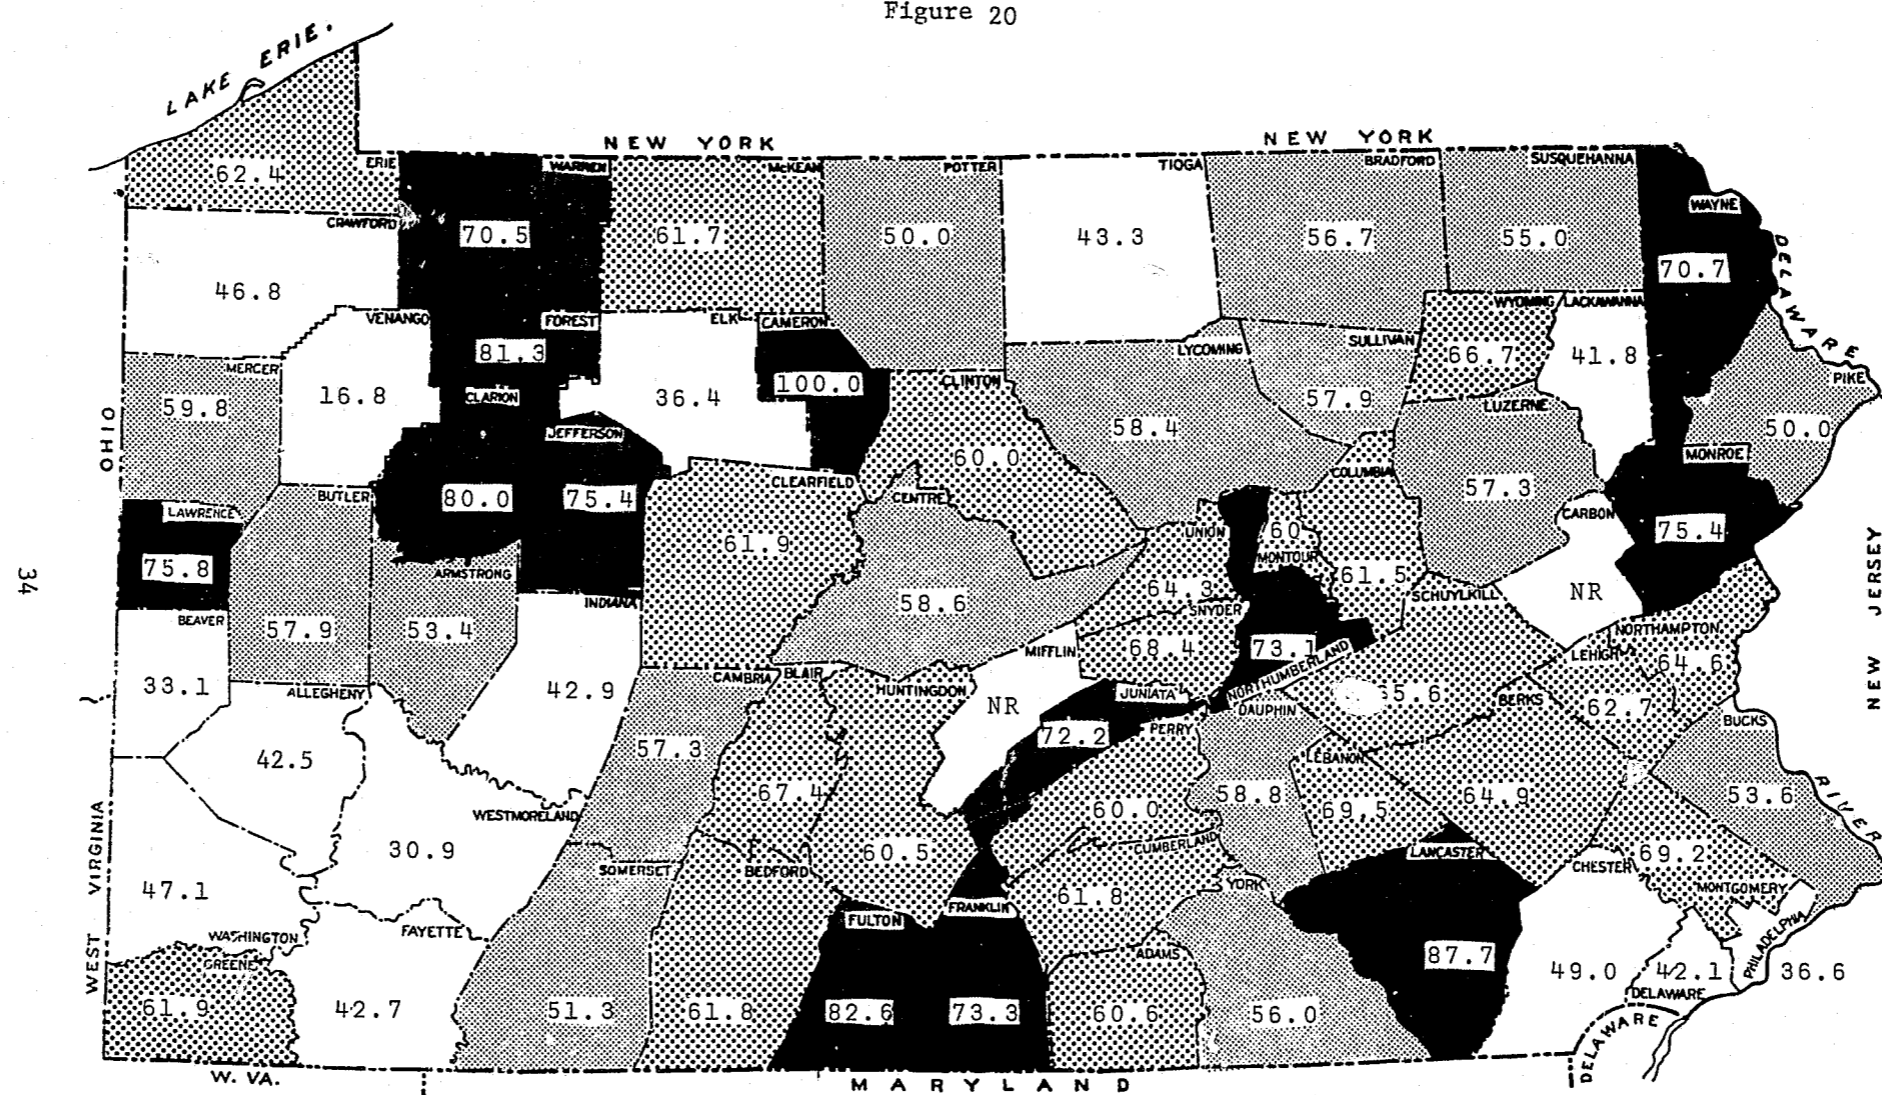 Figure 20
LAKE ERIE.
NEW YORK
NEW YORK
ERIE
62.4
WARREN
70.5
McKEAN
61.7
POTTER
50.0
TIOGA
43.3
BRADFORD
56.7
SUSQUEHANNA
55.0
WAYNE
70.7
CRAWFORD
46.8
VENANGO
16.8
FOREST
81.3
ELK
36.4
CAMERON
100.0
LYCOMING
58.4
SULLIVAN
57.9
WYOMING
66.7
LACKAWANNA
41.8
DELAWARE
PIKE
50.0
MERCER
59.8
OHIO
CLARION
80.0
JEFFERSON
75.4
CLINTON
60.0
LUZERNE
57.3
COLUMBIA
61.5
MONROE
75.4
LAWRENCE
75.8
BUTLER
57.9
CLEARFIELD
61.9
CENTRE
58.6
UNION
64.3
60
MONTOUR
CARBON
NR
34
ARMSTRONG
53.4
INDIANA
42.9
SNYDER
68.4
SCHUYLKILL
65.6
NEW JERSEY
BEAVER
33.1
MIFFLIN
NR
73.1
NORTHUMBERLAND
NORTHAMPTON
64.6
LEHIGH
62.7
ALLEGHENY
42.5
CAMBRIA
57.3
BLAIR
67.4
HUNTINGDON
60.5
JUNIATA
72.2
PERRY
60.0
DAUPHIN
58.8
LEBANON
69.5
BERKS
64.9
BUCKS
53.6
RIVER
WESTMORELAND
30.9
CUMBERLAND
61.8
LANCASTER
87.7
CHESTER
49.0
MONTGOMERY
69.2
WEST VIRGINIA
47.1
WASHINGTON
FAYETTE
42.7
SOMERSET
51.3
BEDFORD
61.8
FULTON
82.6
FRANKLIN
73.3
ADAMS
60.6
YORK
56.0
PHILADELPHIA
36.6
42.1
DELAWARE
GREENE
61.9
DELAWARE
W. VA.
MARYLAND